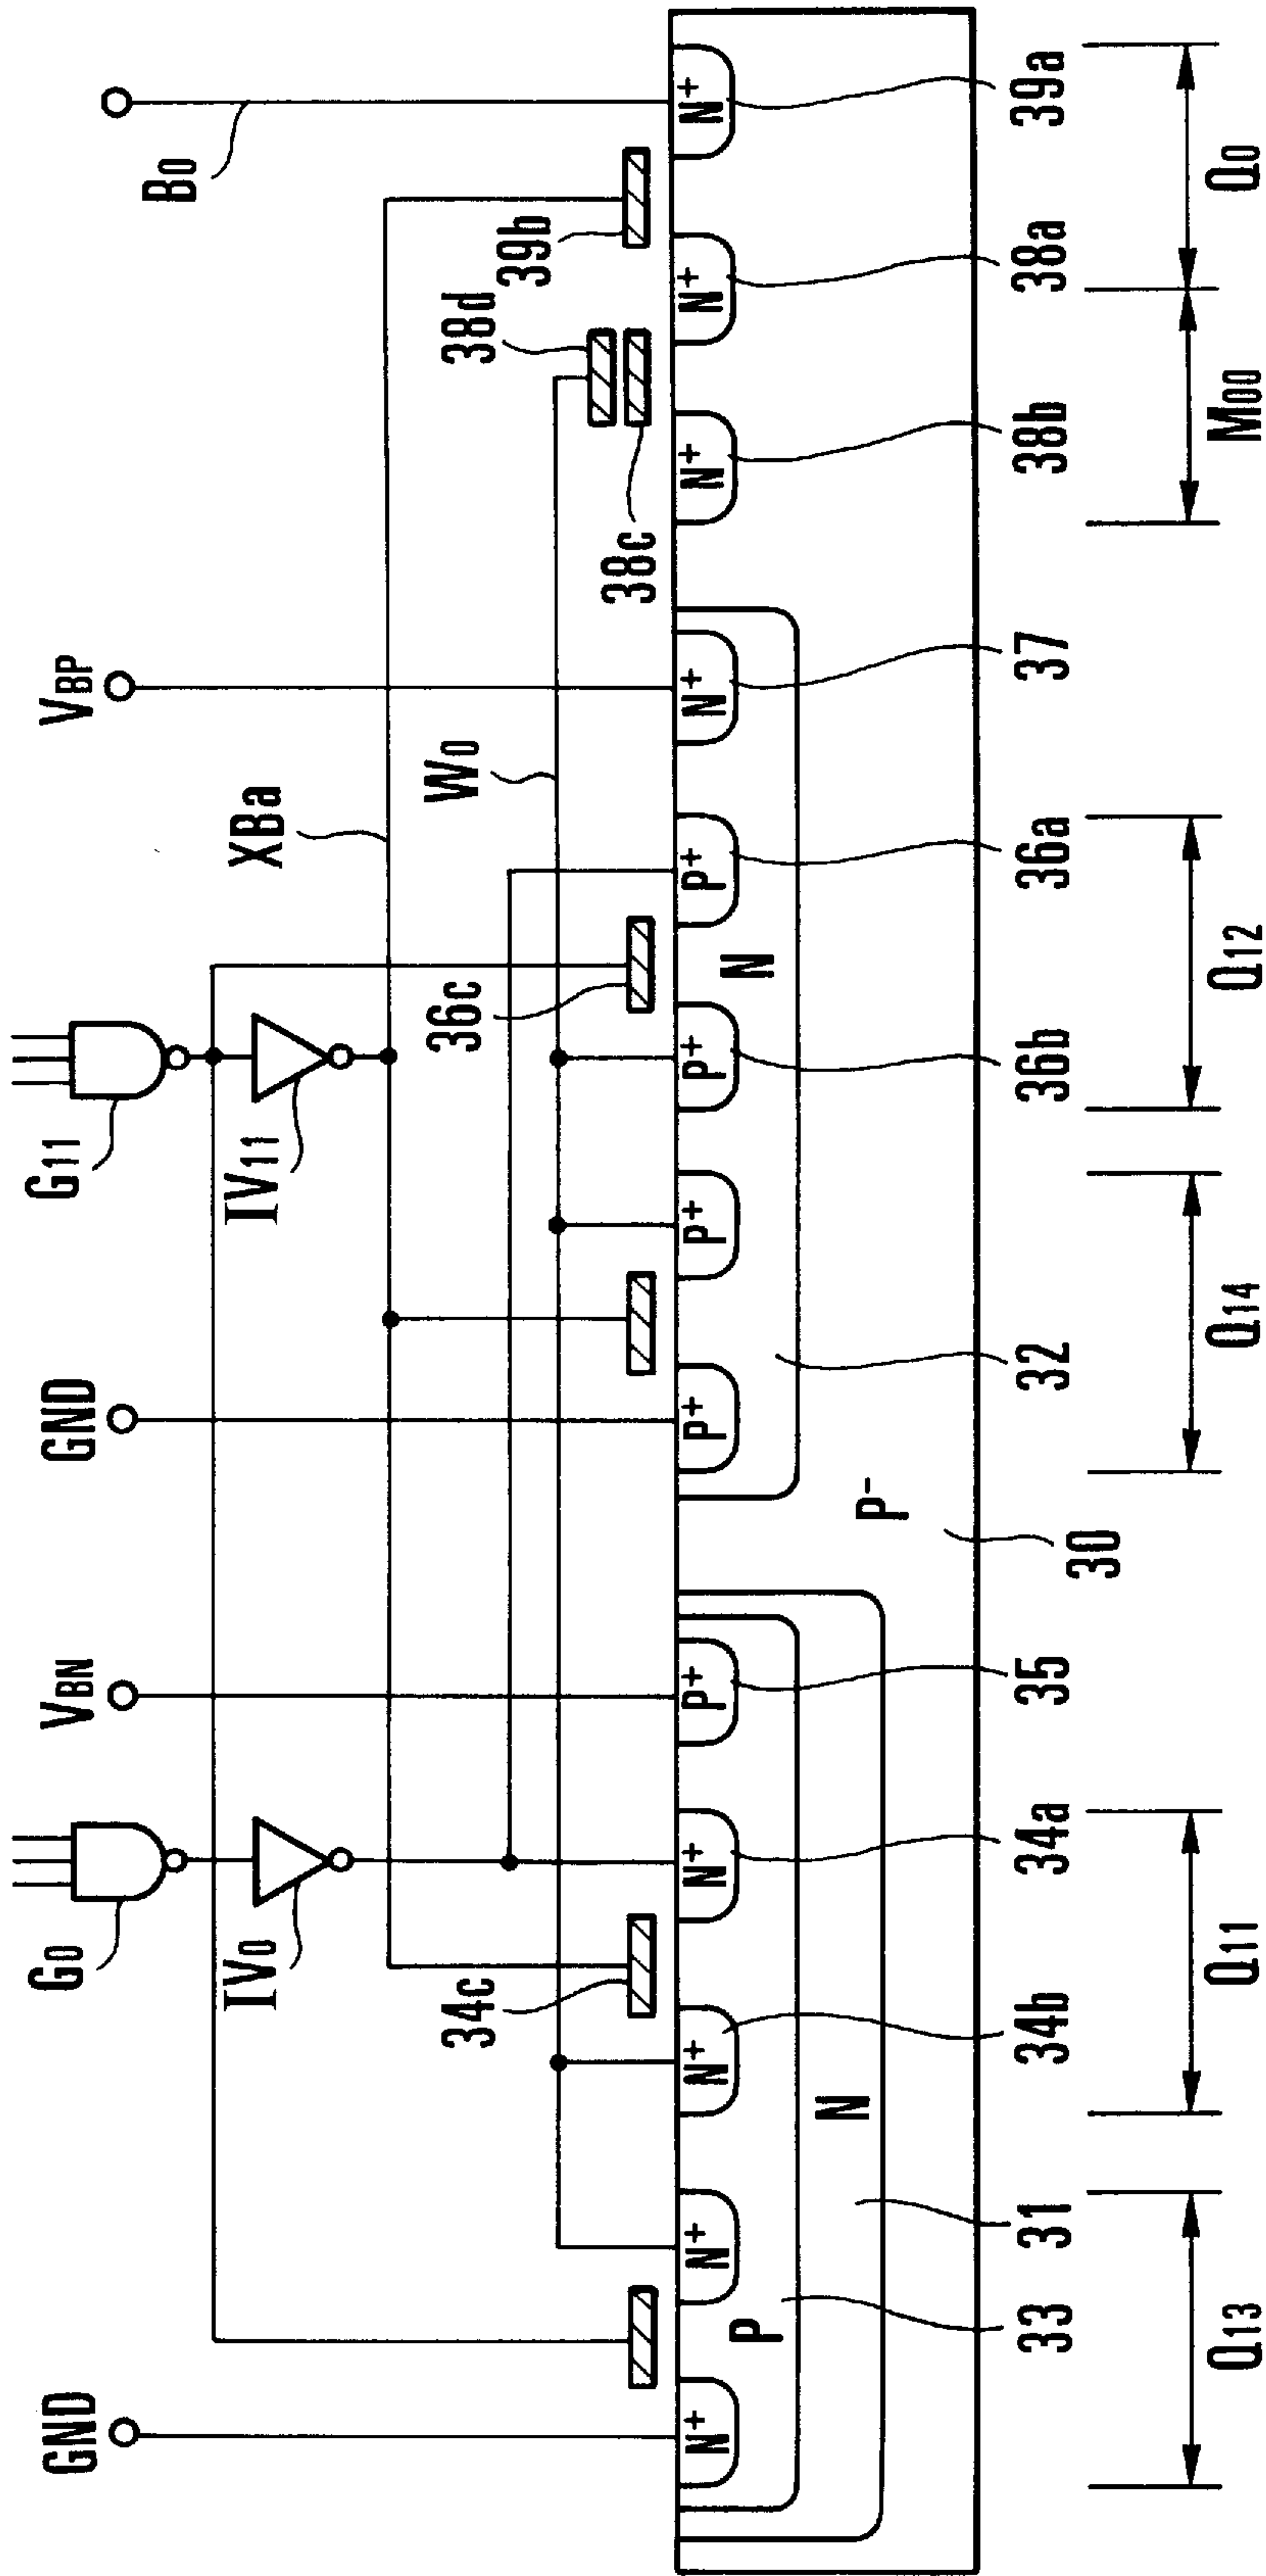 GND
VBN
GND
VBP
B0
G0
G11
IV0
IV11
XBa
W0
34c
36c
38c
38d
39b
N+
N+
N+
N+
P+
P+
P+
P+
P+
N+
N+
N+
N+
P
N
N
P-
33
31
34b
34a
35
30
32
36b
36a
37
38b
38a
39a
Q13
Q11
Q14
Q12
M00
Q0